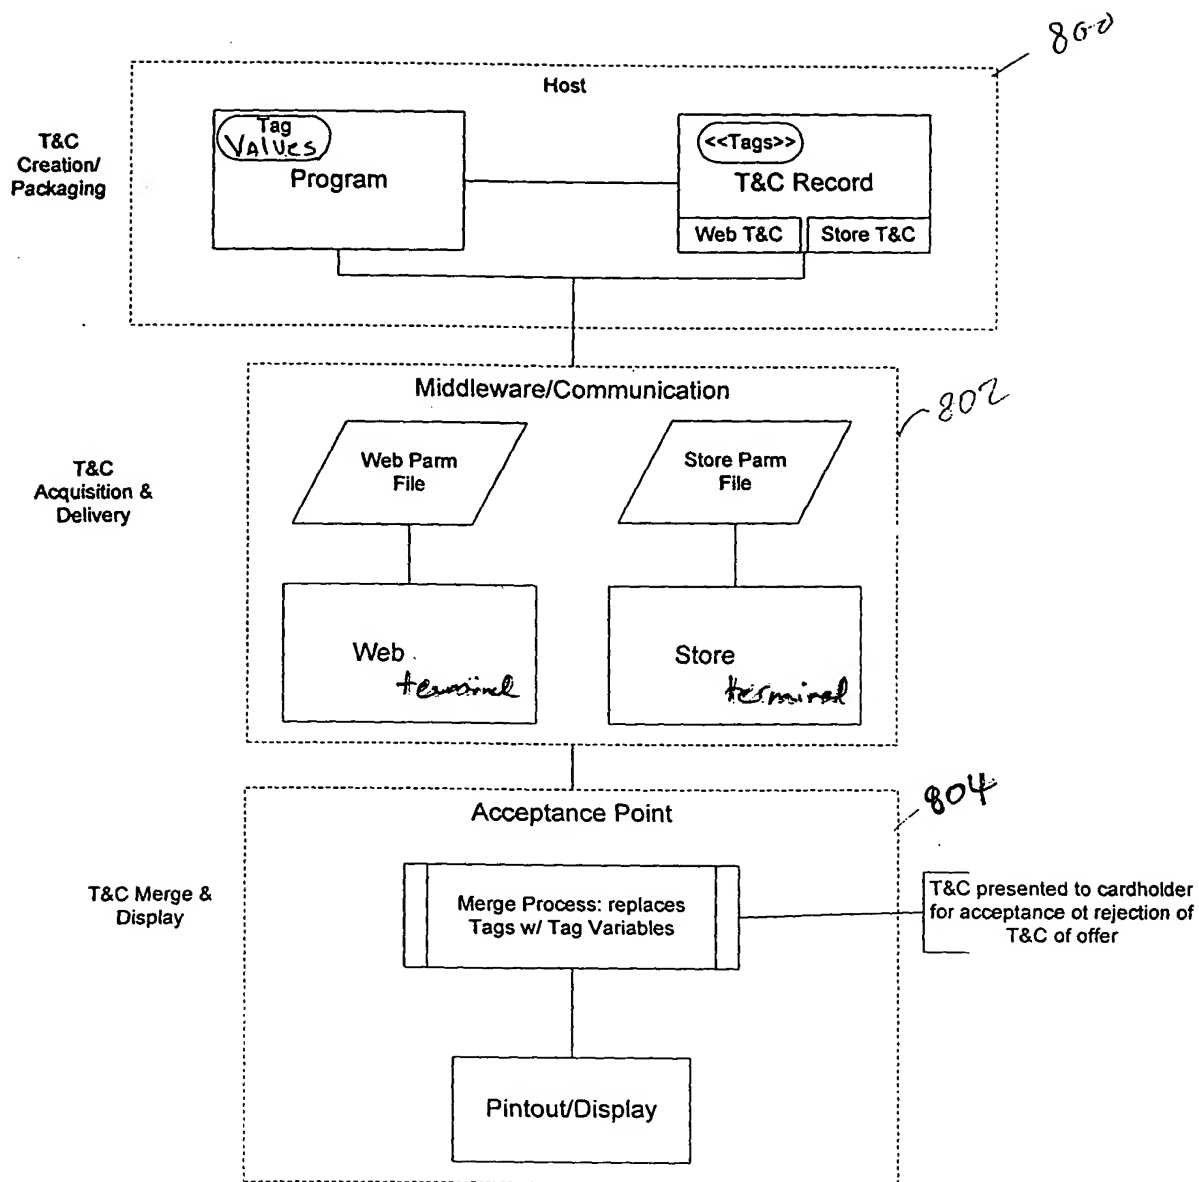 800
Host
T&C
Creation/
Packaging
Tag
VALUES
Program
<<Tags>>
T&C Record
Web T&C
Store T&C
Middleware/Communication
802
T&C
Acquisition &
Delivery
Web Parm
File
Store Parm
File
Web
terminal
Store
terminal
Acceptance Point
804
T&C Merge &
Display
Merge Process: replaces
Tags w/ Tag Variables
T&C presented to cardholder
for acceptance ot rejection of
T&C of offer
Pintout/Display